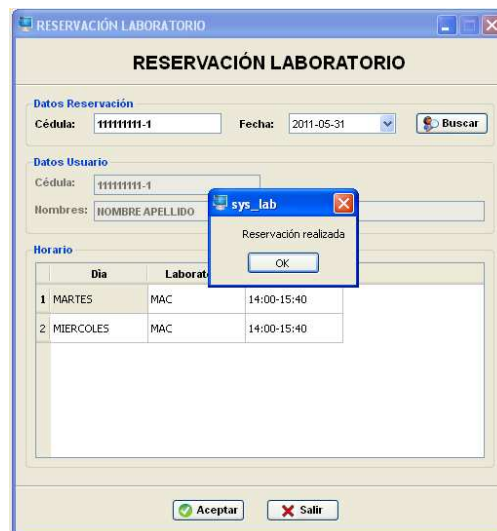 RESERVACIÓN LABORATORIO
RESERVACIÓN LABORATORIO
Datos Reservación
Cédula: 111111111-1 Fecha: 2011-05-31 Buscar
Datos Usuario
Cédula: 111111111-1
Nombres: NOMBRE APELLIDO
sys_lab
Reservación realizada
OK
Horario
Dia
1 MARTES MAC 14:00-15:40
2 MIERCOLES MAC 14:00-15:40
Aceptar Salir